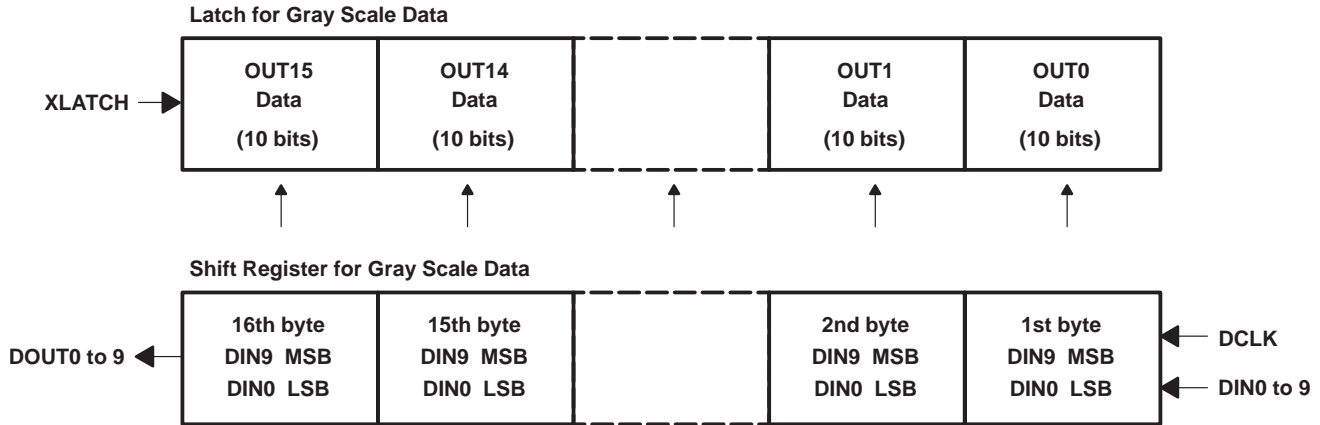 Latch for Gray Scale Data
XLATCH
OUT15
Data
(10 bits)
OUT14
Data
(10 bits)
OUT1
Data
(10 bits)
OUT0
Data
(10 bits)
Shift Register for Gray Scale Data
DOUT0 to 9
16th byte
DIN9 MSB
DIN0 LSB
15th byte
DIN9 MSB
DIN0 LSB
2nd byte
DIN9 MSB
DIN0 LSB
1st byte
DIN9 MSB
DIN0 LSB
DCLK
DIN0 to 9